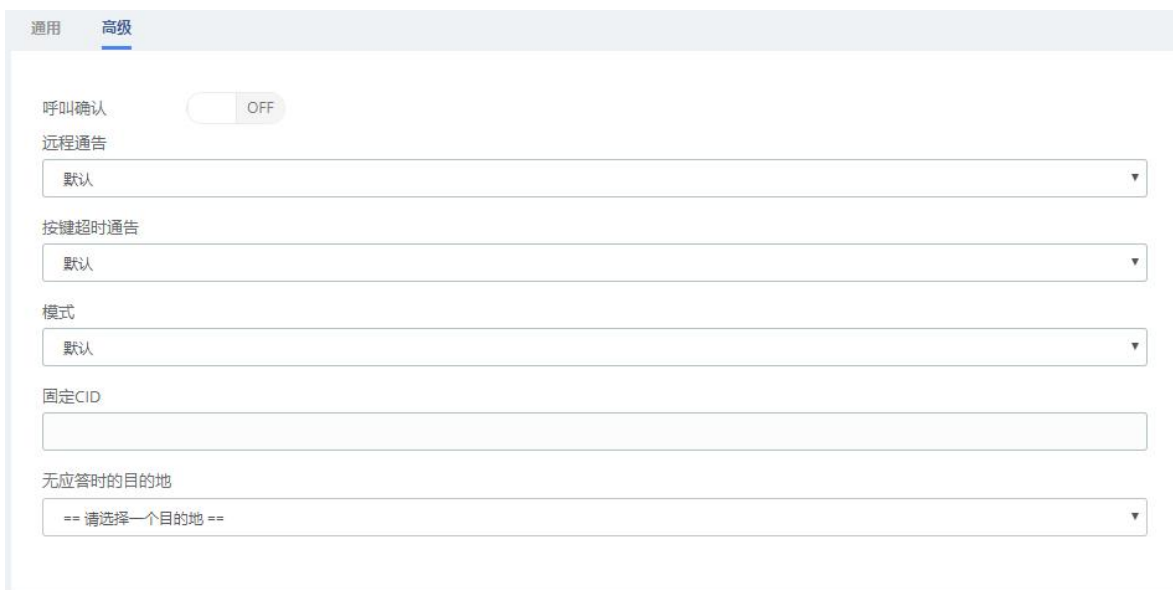 通用 高级
呼叫确认 OFF
远程通告
默认
按键超时通告
默认
模式
默认
固定CID
无应答时的目的地
== 请选择一个目的地 ==